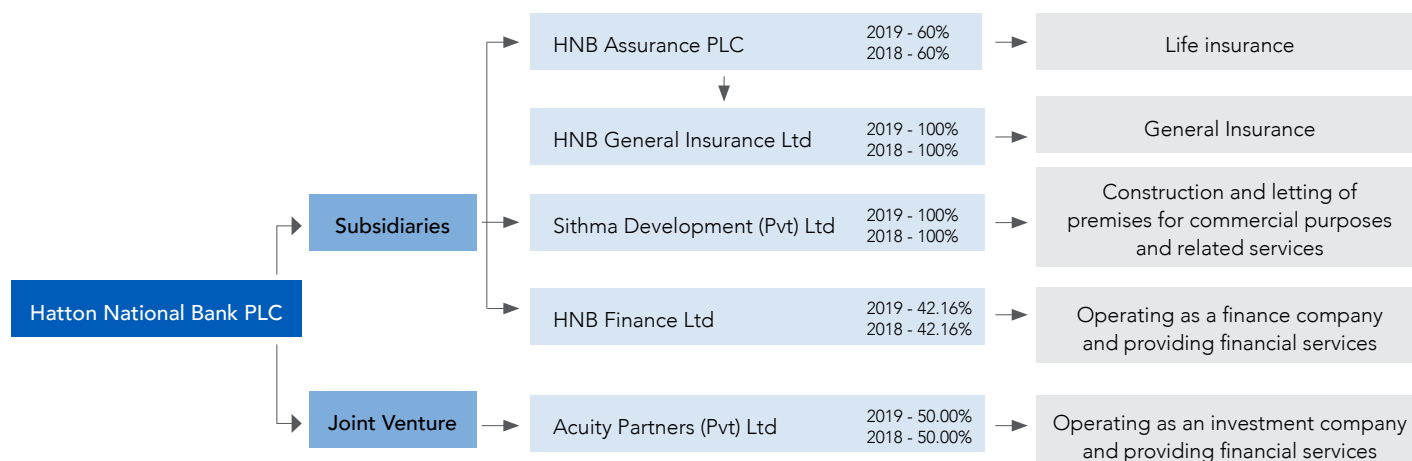 HNB Assurance PLC
2019 - 60%
2018 - 60%
Life insurance
HNB General Insurance Ltd
2019 - 100%
2018 - 100%
General Insurance
Subsidiaries
Sithma Development (Pvt) Ltd
2019 - 100%
2018 - 100%
Construction and letting of
premises for commercial purposes
and related services
Hatton National Bank PLC
HNB Finance Ltd
2019 - 42.16%
2018 - 42.16%
Operating as a finance company
and providing financial services
Joint Venture
Acuity Partners (Pvt) Ltd
2019 - 50.00%
2018 - 50.00%
Operating as an investment company
and providing financial services